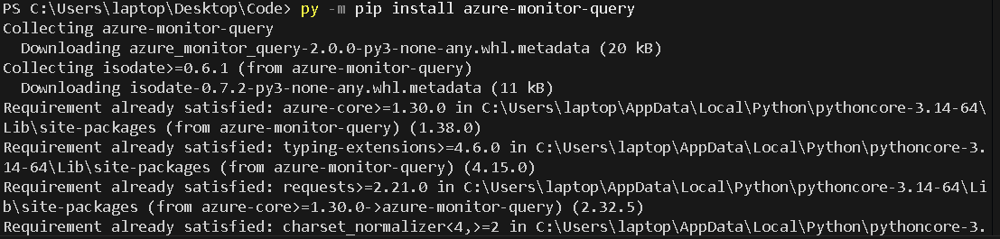 PS C:\Users\laptop\Desktop\Code> py -m pip install azure-monitor-query
Collecting azure-monitor-query
  Downloading azure_monitor_query-2.0.0-py3-none-any.whl.metadata (20 kB)
Collecting isodate>=0.6.1 (from azure-monitor-query)
  Downloading isodate-0.7.2-py3-none-any.whl.metadata (11 kB)
Requirement already satisfied: azure-core>=1.30.0 in C:\Users\laptop\AppData\Local\Python\pythoncore-3.14-64\
Lib\site-packages (from azure-monitor-query) (1.38.0)
Requirement already satisfied: typing-extensions>=4.6.0 in C:\Users\laptop\AppData\Local\Python\pythoncore-3.
14-64\Lib\site-packages (from azure-monitor-query) (4.15.0)
Requirement already satisfied: requests>=2.21.0 in C:\Users\laptop\AppData\Local\Python\pythoncore-3.14-64\Li
b\site-packages (from azure-core>=1.30.0->azure-monitor-query) (2.32.5)
Requirement already satisfied: charset_normalizer<4,>=2 in C:\Users\laptop\AppData\Local\Python\pythoncore-3.